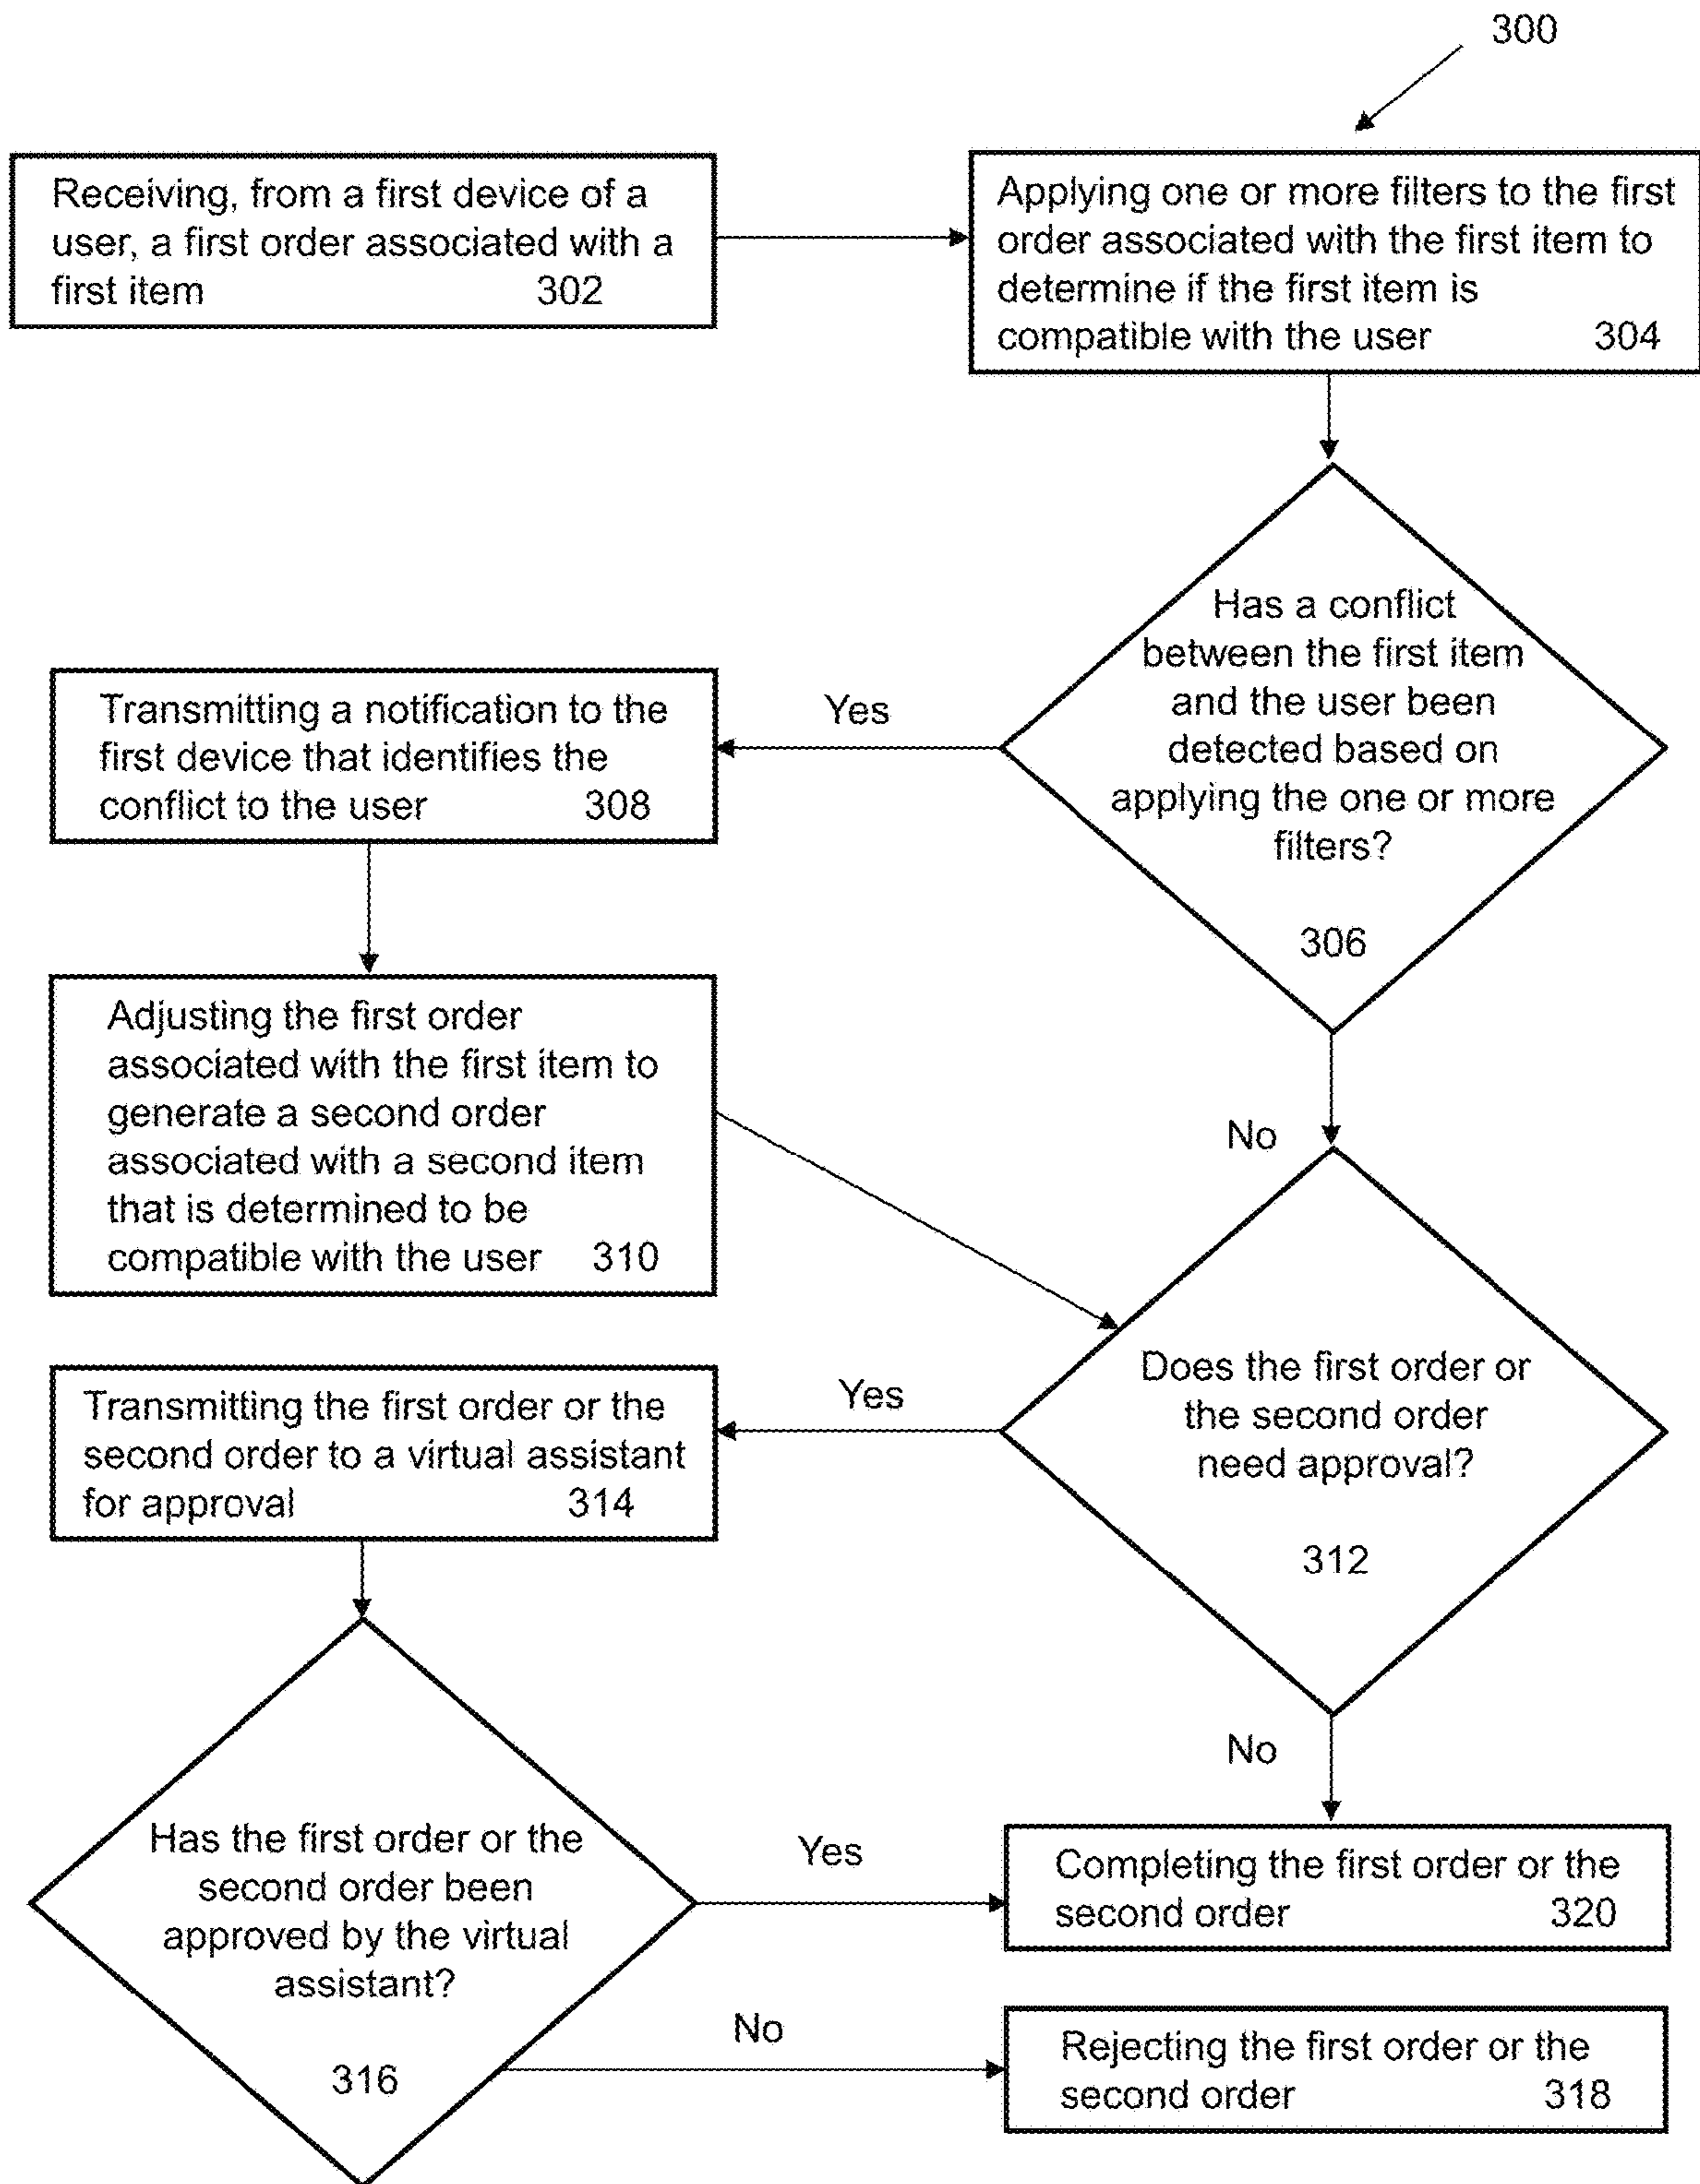 300
Receiving, from a first device of a
user, a first order associated with a
first item 302
Applying one or more filters to the first
order associated with the first item to
determine if the first item is
compatible with the user 304
Has a conflict
between the first item
and the user been
detected based on
applying the one or more
filters?
306
Yes
Transmitting a notification to the
first device that identifies the
conflict to the user 308
Adjusting the first order
associated with the first item to
generate a second order
associated with a second item
that is determined to be
compatible with the user 310
No
Does the first order or
the second order
need approval?
312
Yes
Transmitting the first order or the
second order to a virtual assistant
for approval 314
No
Has the first order or the
second order been
approved by the virtual
assistant?
316
Yes
Completing the first order or the
second order 320
No
Rejecting the first order or the
second order 318